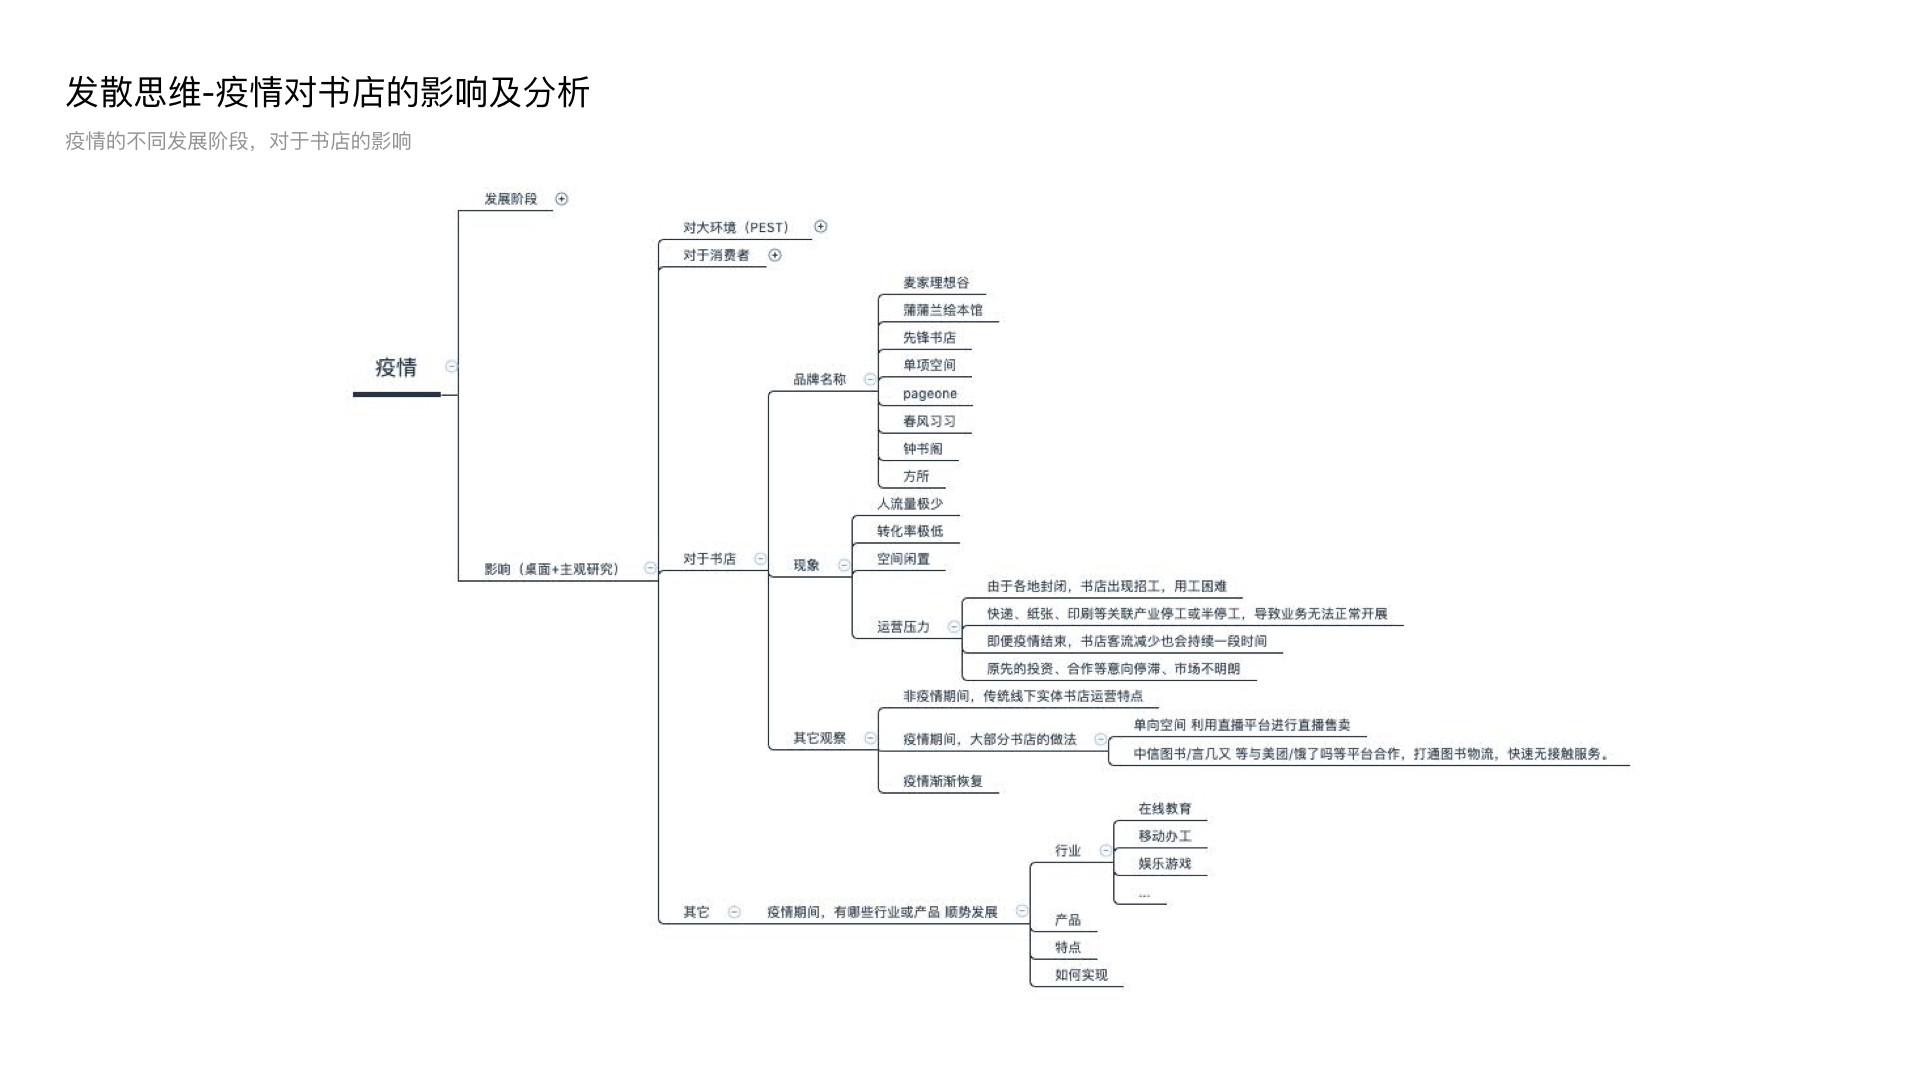 发散思维-疫情对书店的影响及分析
疫情的不同发展阶段，对于书店的影响
疫情
发展阶段
影响（桌面+主观研究）
对大环境（PEST）
对于消费者
对于书店
品牌名称
麦家理想谷
蒲蒲兰绘本馆
先锋书店
单项空间
pageone
春风习习
钟书阁
方所
现象
人流量极少
转化率极低
空间闲置
运营压力
由于各地封闭，书店出现招工，用工困难
快递、纸张、印刷等关联产业停工或半停工，导致业务无法正常开展
即便疫情结束，书店客流减少也会持续一段时间
原先的投资、合作等意向停滞、市场不明朗
其它观察
非疫情期间，传统线下实体书店运营特点
疫情期间，大部分书店的做法
单向空间 利用直播平台进行直播售卖
中信图书/言几又 等与美团/饿了吗等平台合作，打通图书物流，快速无接触服务。
疫情渐渐恢复
其它
疫情期间，有哪些行业或产品 顺势发展
行业
在线教育
移动办工
娱乐游戏
...
产品
特点
如何实现